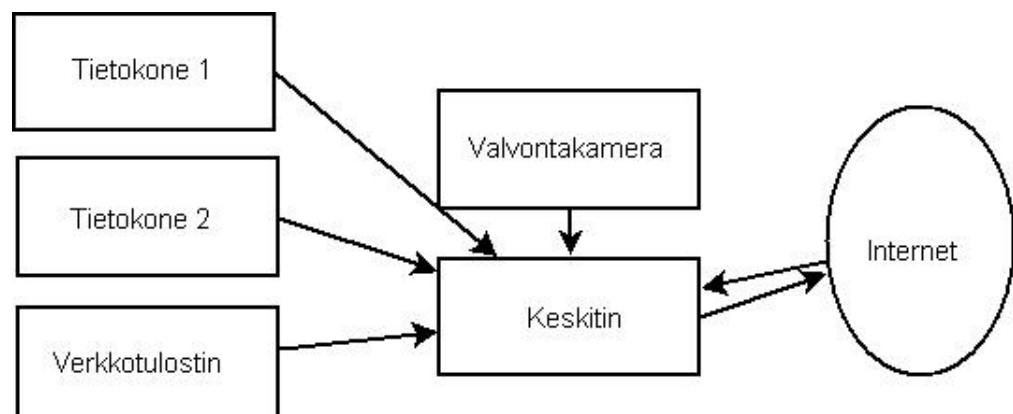 Tietokone 1
Valvontakamera
Tietokone 2
Internet
Keskitin
Verkkotulostin